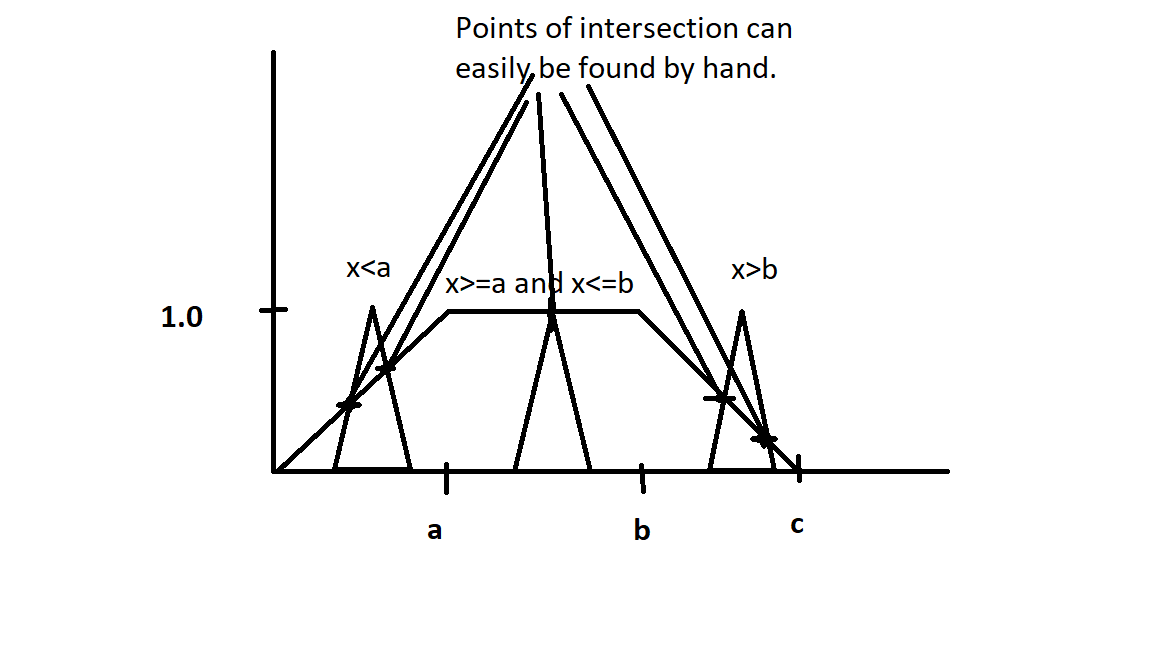 Points of intersection can
easily be found by hand.
x<a
x>=a and x<=b
x>b
1.0
a
b
c